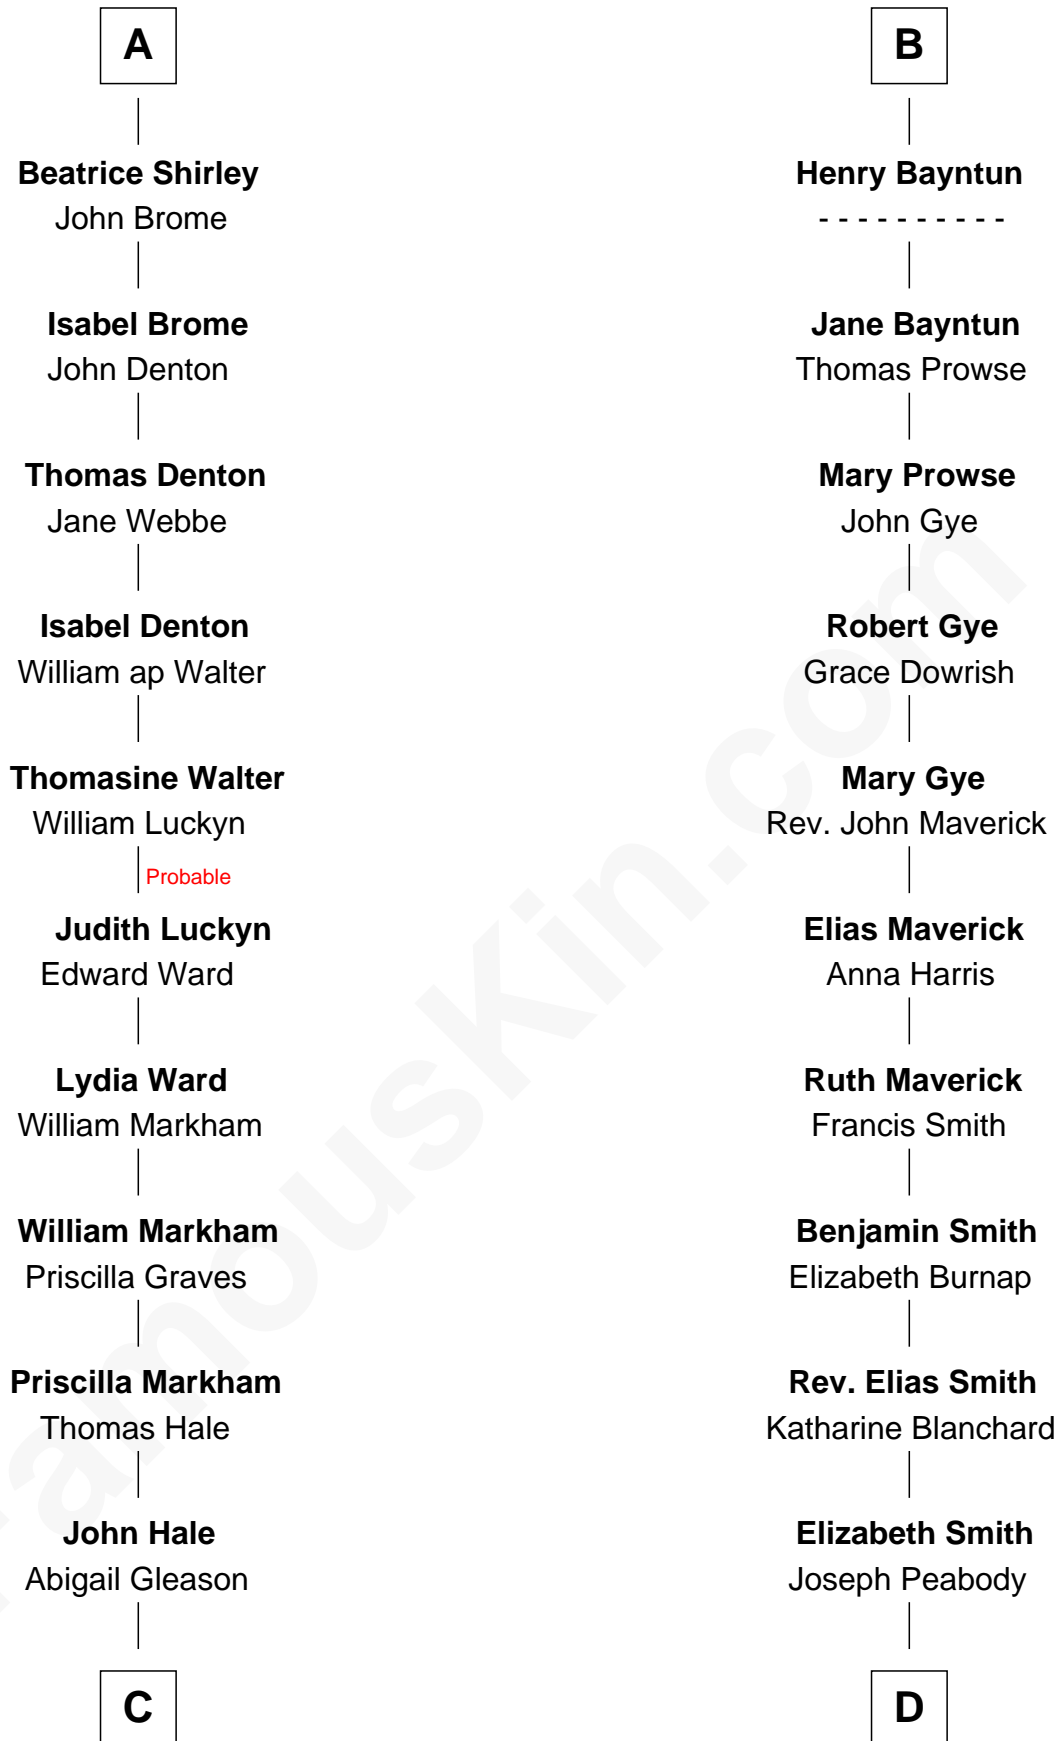 A
Beatrice Shirley
John Brome
Isabel Brome
John Denton
Thomas Denton
Jane Webbe
Isabel Denton
William ap Walter
Thomasine Walter
William Luckyn
Probable
Judith Luckyn
Edward Ward
Lydia Ward
William Markham
William Markham
Priscilla Graves
Priscilla Markham
Thomas Hale
John Hale
Abigail Gleason
C
B
Henry Bayntun
- - - - - - - - - -
Jane Bayntun
Thomas Prowse
Mary Prowse
John Gye
Robert Gye
Grace Dowrish
Mary Gye
Rev. John Maverick
Elias Maverick
Anna Harris
Ruth Maverick
Francis Smith
Benjamin Smith
Elizabeth Burnap
Rev. Elias Smith
Katharine Blanchard
Elizabeth Smith
Joseph Peabody
D
FamousKin.com